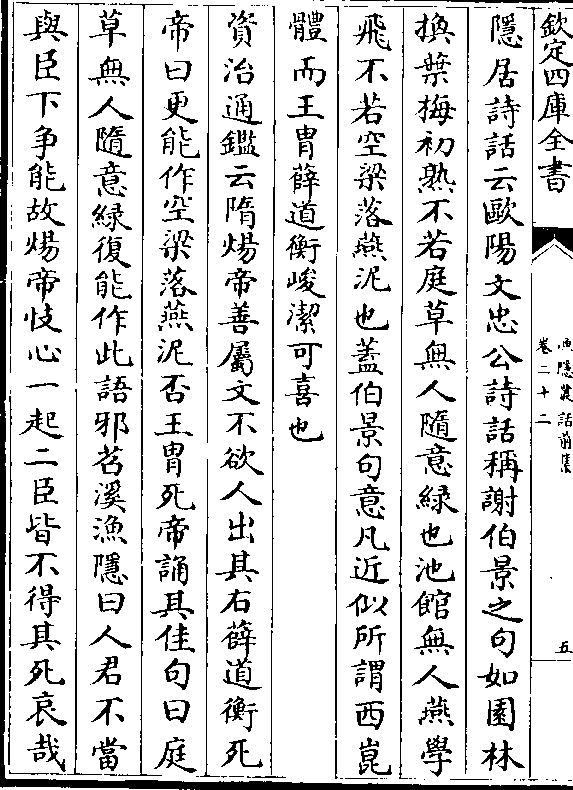 欽定四庫全書
漁隱叢話前集
卷二十二
五
隱居詩話云歐陽文忠公詩話稱謝伯景之句如園林
換葉梅初熟不若庭草無人隨意緑也池館無人燕學
飛不若空梁落燕泥也葢伯景句意凡近似所謂西崑
體而王胄薛道衡峻潔可喜也
資治通鑑云隋煬帝善屬文不欲人出其右薛道衡死
帝曰更能作空梁落燕泥否王胄死帝誦其佳句曰庭
草無人隨意緑復能作此語邪苕溪漁隱曰人君不當
與臣下争能故煬帝忮心一起二臣皆不得其死哀哉